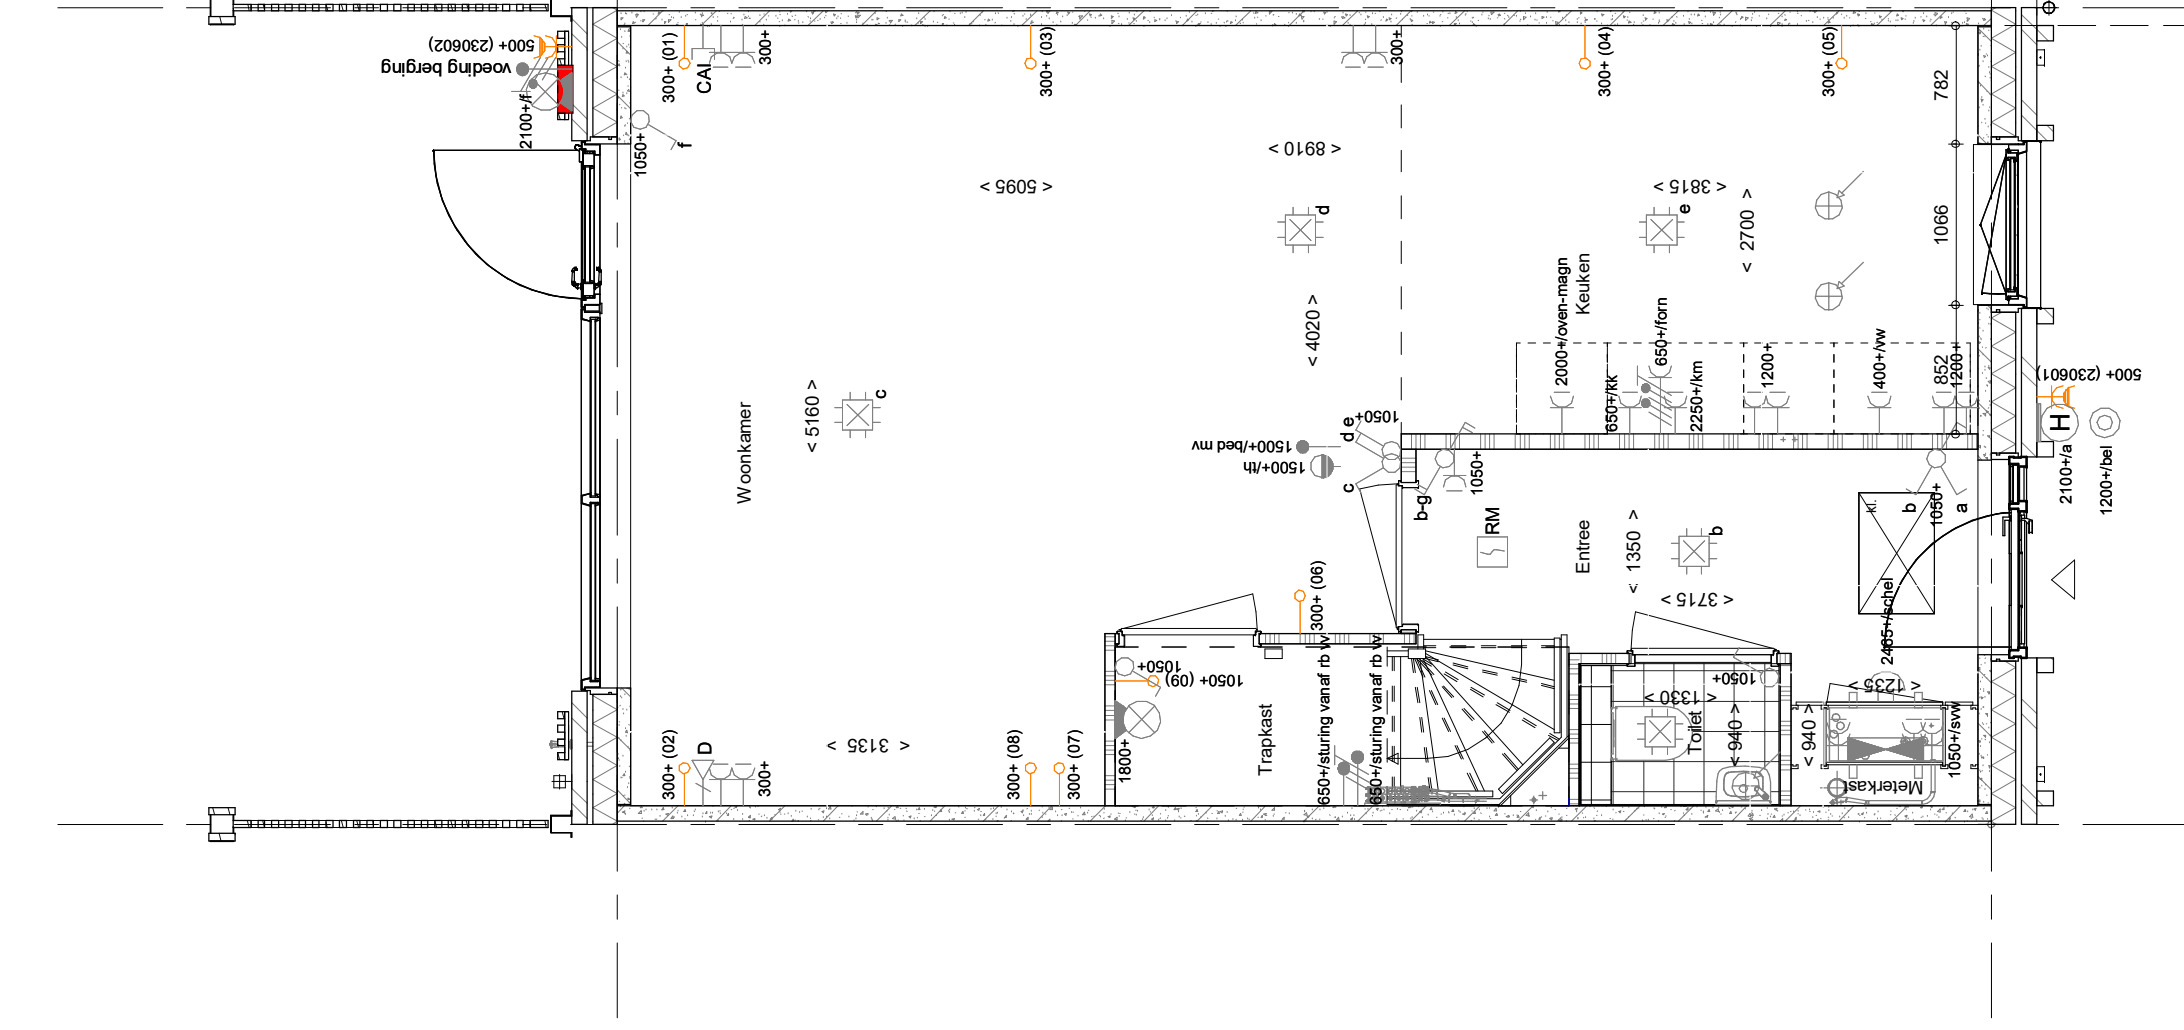 500+ (230602)
voeding berging
2100+/f
1050+
f
300+ (01)
CAI
300+
300+ (03)
300+
300+ (04)
300+ (05)
782
< 8910 >
< 5095 >
< 3815 >
d
e
< 2700 >
1066
Keuken
< 4020 >
2000+/oven-magn
650+/forn
650+/kk
2250+/km
1200+
400+/vw
852
1200+
500+ (230601)
H
2100+/a
1200+/bel
Woonkamer
< 5160 >
c
1050+
d e
1500+/bed mv
1500+/th
c
b-g
1050+
RM
Entree
< 1350 >
b
< 3715 >
kl.
b
1050+
a
2465+/schel
300+ (06)
1050+
1050+ (09)
1800+
Trapkast
650+/sturing vanaf rb vv
650+/sturing vanaf rb vv
1050+
< 1330 >
Toilet
< 940 >
< 940 >
< 1235 >
1050+/svw
Meterkast
300+ (02)
D
300+
< 3135 >
300+ (08)
300+ (07)